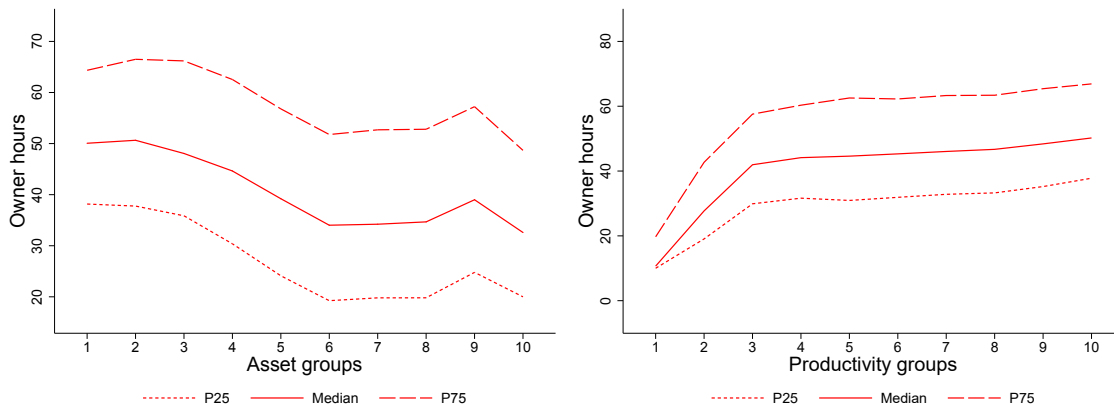 Owner hours
70
60
50
40
30
20
1 2 3 4 5 6 7 8 9 10
Asset groups
P25 Median P75
Owner hours
80
60
40
20
0
1 2 3 4 5 6 7 8 9 10
Productivity groups
P25 Median P75